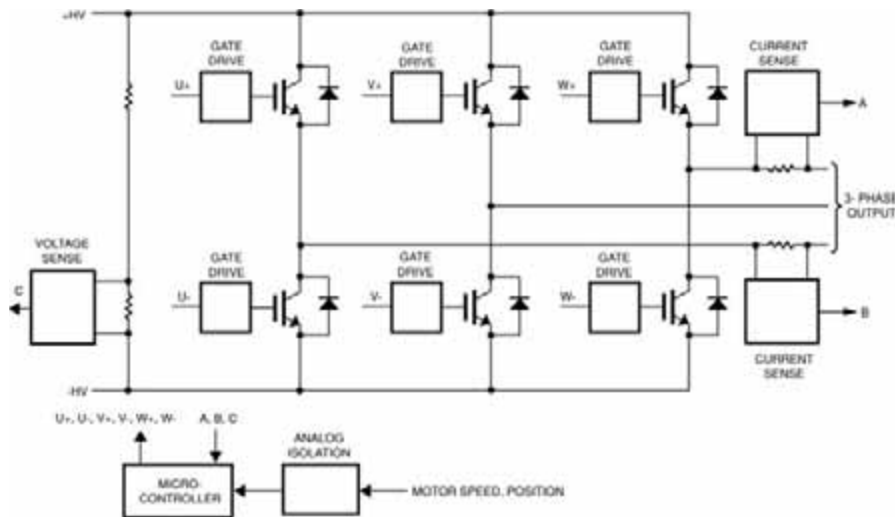 +HV
GATE
DRIVE
GATE
DRIVE
GATE
DRIVE
CURRENT
SENSE
U+
V+
W+
A
3- PHASE
OUTPUT
VOLTAGE
SENSE
GATE
DRIVE
GATE
DRIVE
GATE
DRIVE
C
U-
V-
W-
B
CURRENT
SENSE
-HV
U+, U-, V+, V-, W+, W-
A, B, C
ANALOG
ISOLATION
MICRO-
CONTROLLER
MOTOR SPEED, POSITION